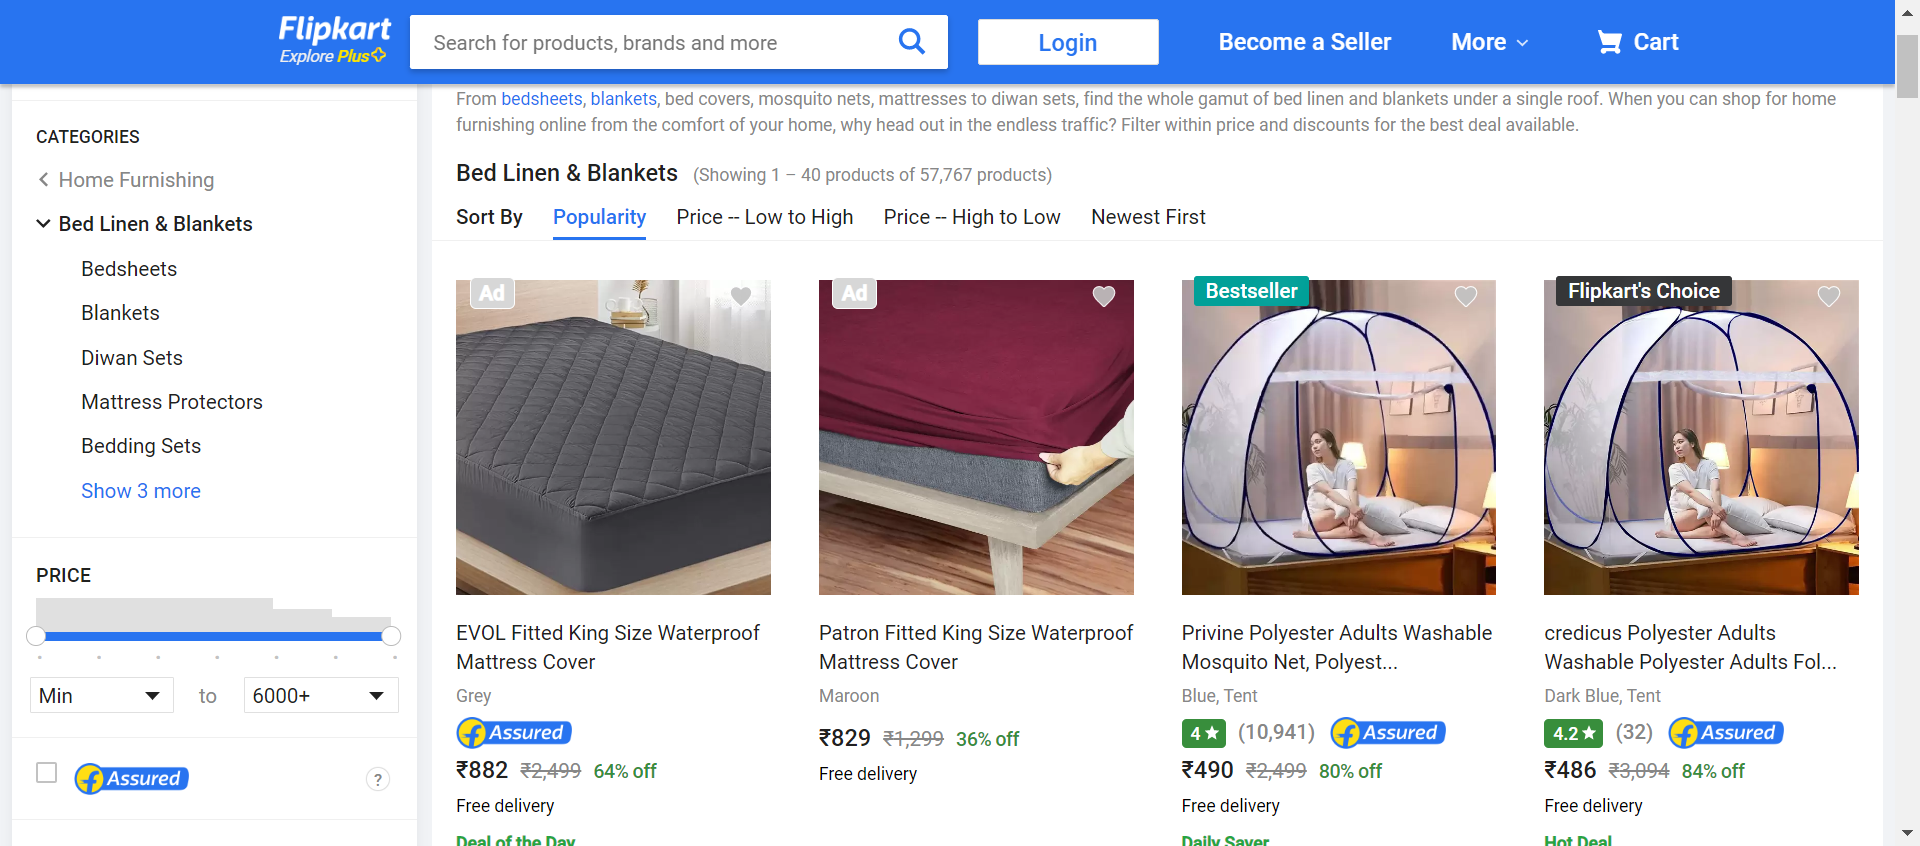 Flipkart
Explore Plus
Search for products, brands and more
Login
Become a Seller
More
Cart
CATEGORIES
Home Furnishing
Bed Linen & Blankets
Bedsheets
Blankets
Diwan Sets
Mattress Protectors
Bedding Sets
Show 3 more
PRICE
Min
to
6000+
Assured
?
From bedsheets, blankets, bed covers, mosquito nets, mattresses to diwan sets, find the whole gamut of bed linen and blankets under a single roof. When you can shop for home
furnishing online from the comfort of your home, why head out in the endless traffic? Filter within price and discounts for the best deal available.
Bed Linen & Blankets (Showing 1 – 40 products of 57,767 products)
Sort By Popularity Price -- Low to High Price -- High to Low Newest First
Ad
EVOL Fitted King Size Waterproof
Mattress Cover
Grey
Assured
₹882 ₹2,499 64% off
Free delivery
Deal of the Day
Ad
Patron Fitted King Size Waterproof
Mattress Cover
Maroon
₹829 ₹1,299 36% off
Free delivery
Bestseller
Privine Polyester Adults Washable
Mosquito Net, Polyest...
Blue, Tent
4★ (10,941) Assured
₹490 ₹2,499 80% off
Free delivery
Daily Saver
Flipkart's Choice
credicus Polyester Adults
Washable Polyester Adults Fol...
Dark Blue, Tent
4.2★ (32) Assured
₹486 ₹3,094 84% off
Free delivery
Hot Deal